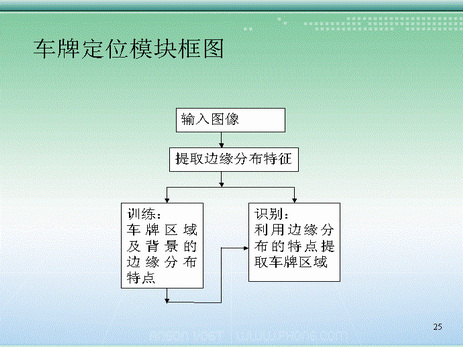 车牌定位模块框图
输入图像
提取边缘分布特征
训练:
车牌区域
及背景的
边缘分布
特点
识别:
利用边缘分
布的特点提
取车牌区域
25